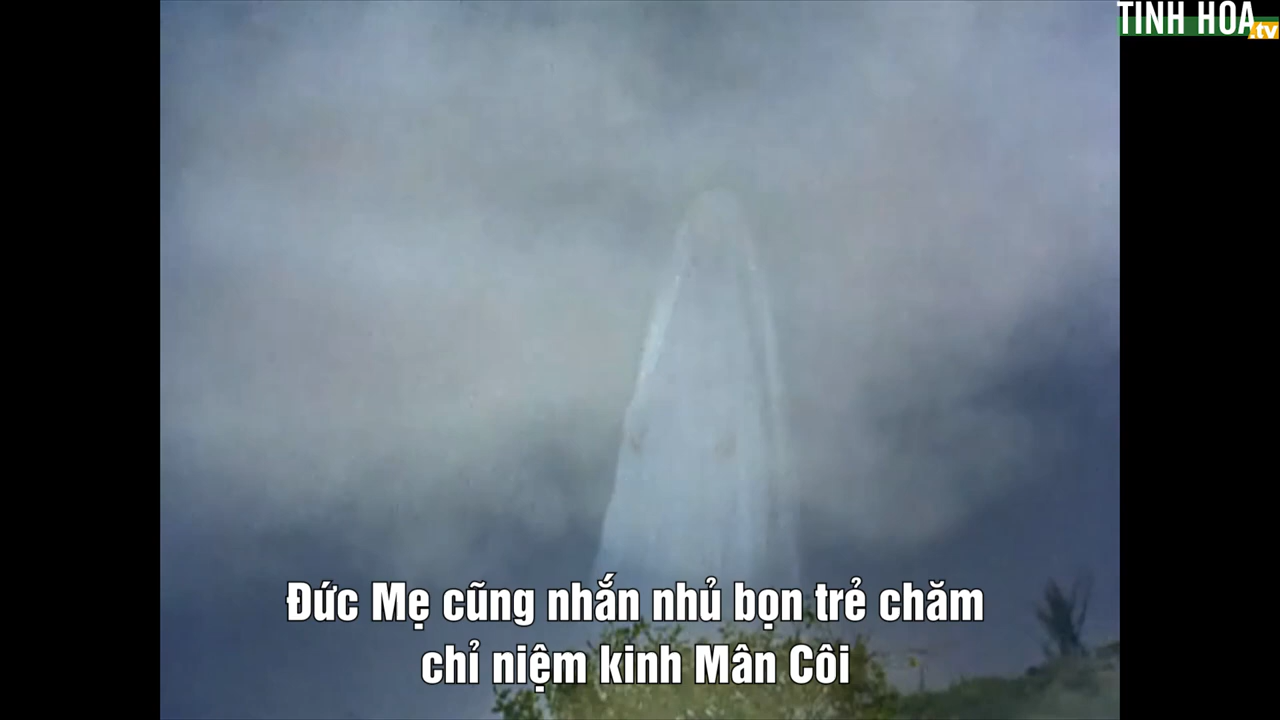 TINH HOA
.tv
Đức Mẹ cũng nhắn nhủ bọn trẻ chăm
chỉ niệm kinh Mân Côi